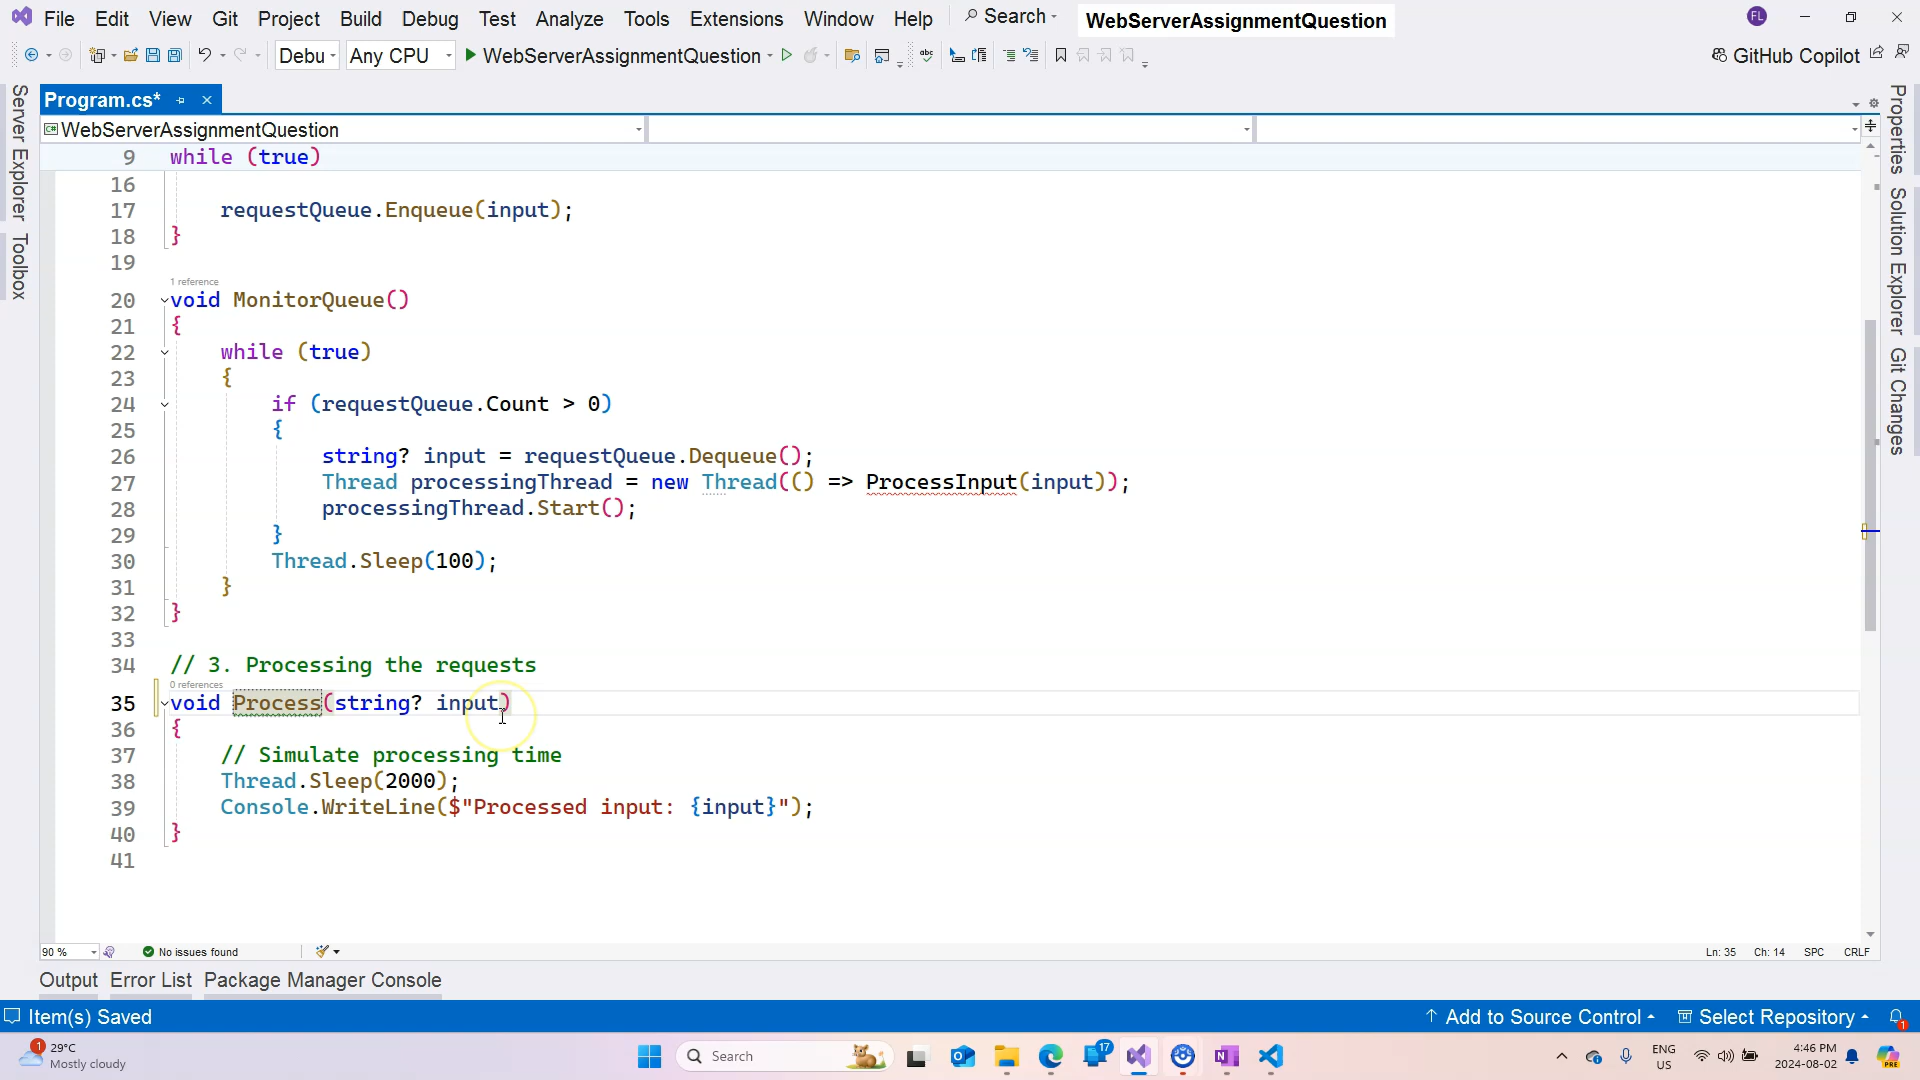 File Edit View Git Project Build Debug Test Analyze Tools Extensions Window Help Search WebServerAssignmentQuestion FL
Debu Any CPU WebServerAssignmentQuestion abc GitHub Copilot
Server Explorer
Toolbox
Program.cs*
C# WebServerAssignmentQuestion
9 while (true)
16
17 requestQueue.Enqueue(input);
18 }
19
1 reference
20 void MonitorQueue()
21 {
22 while (true)
23 {
24 if (requestQueue.Count > 0)
25 {
26 string? input = requestQueue.Dequeue();
27 Thread processingThread = new Thread(() => ProcessInput(input));
28 processingThread.Start();
29 }
30 Thread.Sleep(100);
31 }
32 }
33
34 // 3. Processing the requests
0 references
35 void Process(string? input)
36 {
37 // Simulate processing time
38 Thread.Sleep(2000);
39 Console.WriteLine($"Processed input: {input}");
40 }
41
Properties
Solution Explorer
Git Changes
90 % No issues found Ln: 35 Ch: 14 SPC CRLF
Output Error List Package Manager Console
Item(s) Saved Add to Source Control Select Repository 1
1 29°C
Mostly cloudy
Search
17
ENG
US
4:46 PM
2024-08-02
PRE